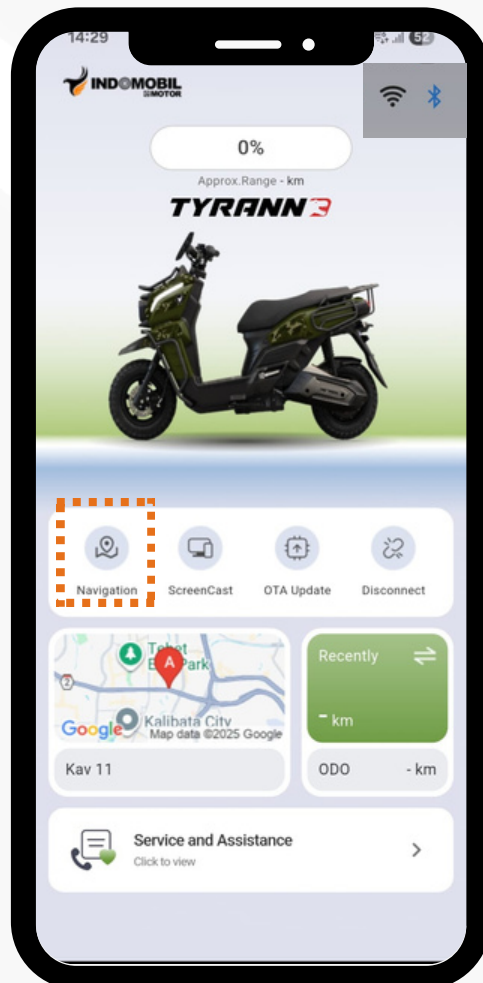 14:29
52
INDOMOBIL
EMOTOR
0%
Approx.Range - km
TYRANN3
Navigation
ScreenCast
OTA Update
Disconnect
Tebet
Park
A
2
Kalibata City
Google
Map data ©2025 Google
Kav 11
Recently
- km
ODO - km
Service and Assistance
Click to view